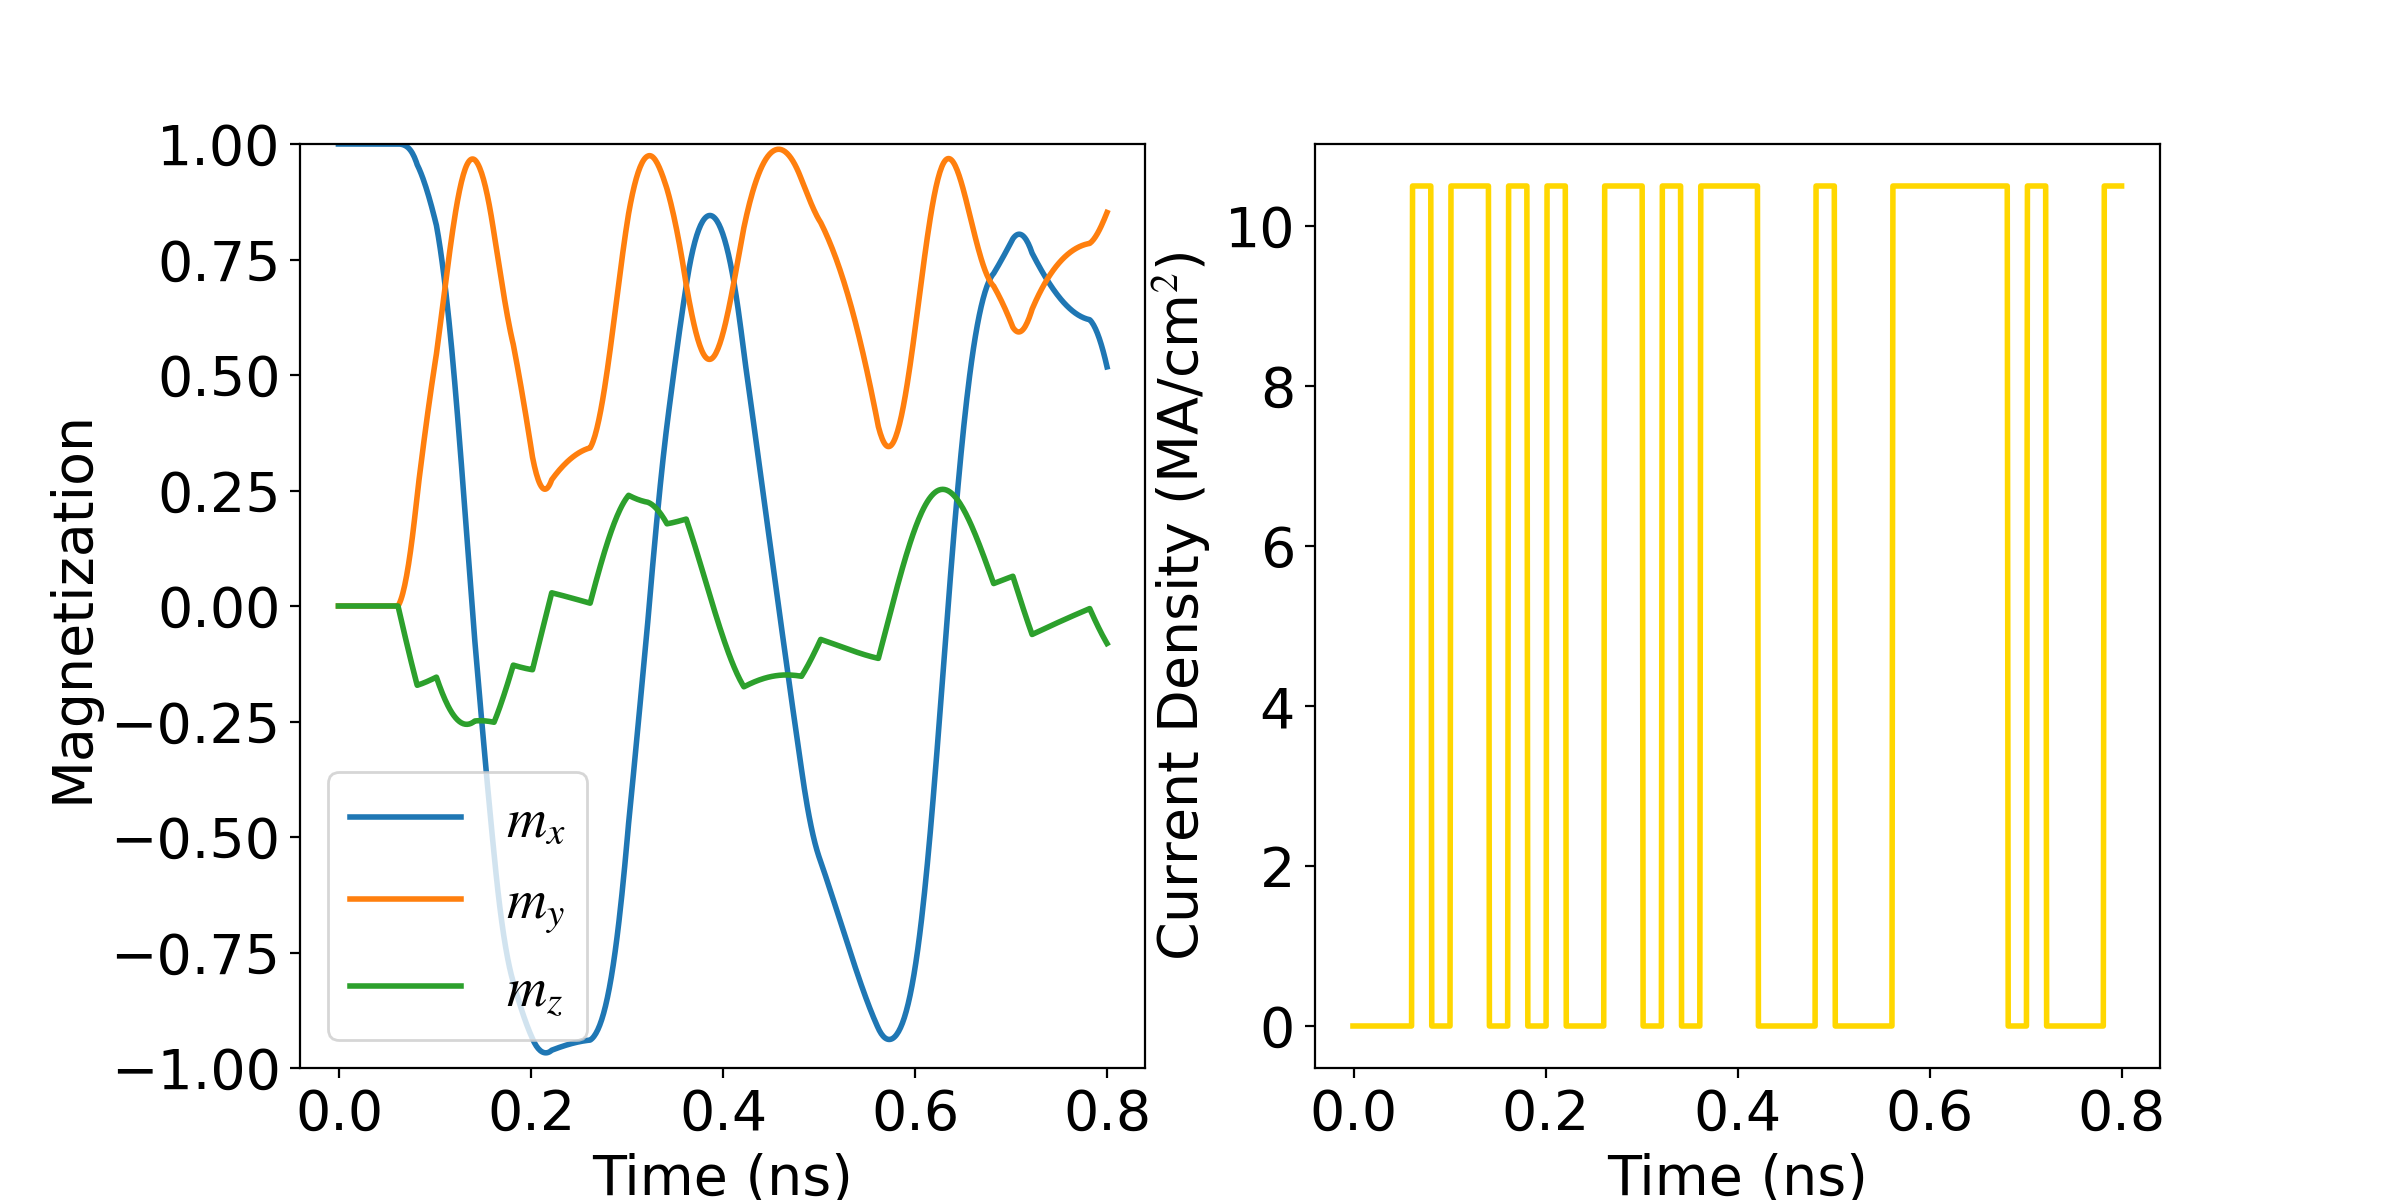 1.00
0.75
0.50
0.25
0.00
−0.25
−0.50
−0.75
−1.00
Magnetization
m_x
m_y
m_z
0.0 0.2 0.4 0.6 0.8
Time (ns)
Current Density (MA/cm²)
10
8
6
4
2
0
0.0 0.2 0.4 0.6 0.8
Time (ns)